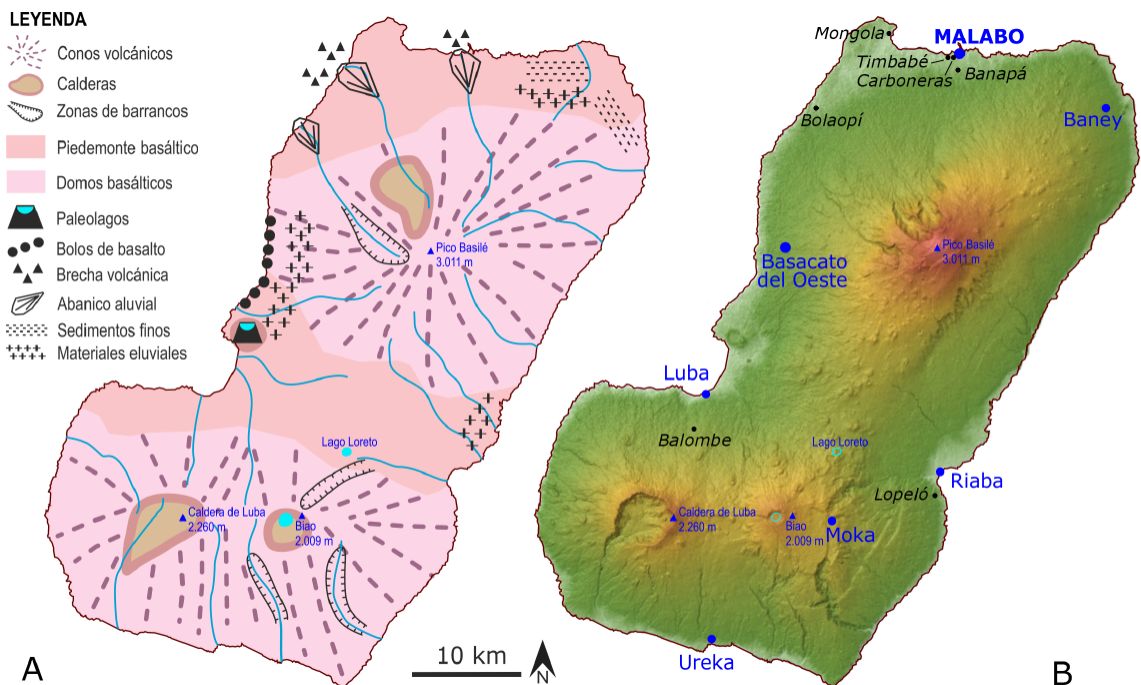 LEYENDA
Conos volcánicos
Calderas
Zonas de barrancos
Piedemonte basáltico
Domos basálticos
Paleolagos
Bolos de basalto
Brecha volcánica
Abanico aluvial
Sedimentos finos
Materiales eluviales
Pico Basilé
3.011 m
Lago Loreto
Caldera de Luba
2.260 m
Biao
2.009 m
A
10 km
N
Mongola
MALABO
Timbabé
Carboneras
Banapá
Baney
Bolaopí
Pico Basilé
3.011 m
Basacato
del Oeste
Luba
Balombe
Lago Loreto
Riaba
Lopeló
Caldera de Luba
2.260 m
Biao
2.009 m
Moka
Ureka
B